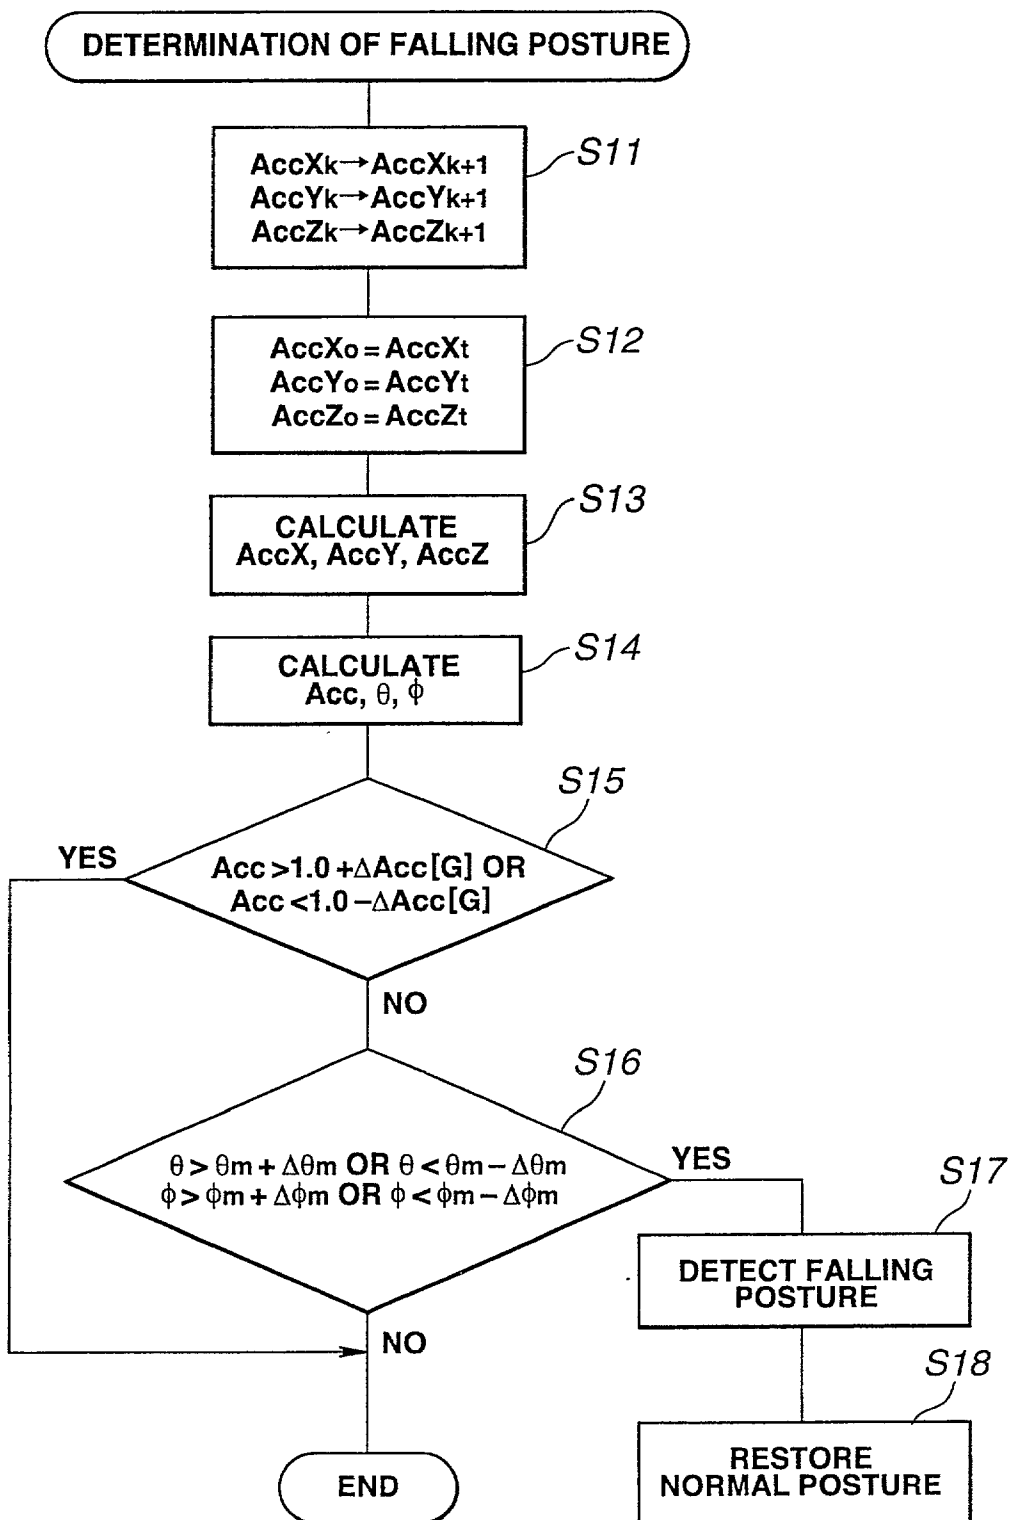 DETERMINATION OF FALLING POSTURE
S11
AccXk→AccXk+1
AccYk→AccYk+1
AccZk→AccZk+1
S12
AccXo = AccXt
AccYo = AccYt
AccZo = AccZt
S13
CALCULATE
AccX, AccY, AccZ
S14
CALCULATE
Acc, θ, ϕ
S15
YES
Acc >1.0 +ΔAcc[G] OR
Acc <1.0 –ΔAcc[G]
NO
S16
YES
θ > θm + Δθm OR θ < θm – Δθm
ϕ > ϕm + Δϕm OR ϕ < ϕm – Δϕm
S17
DETECT FALLING
POSTURE
NO
S18
RESTORE
NORMAL POSTURE
END